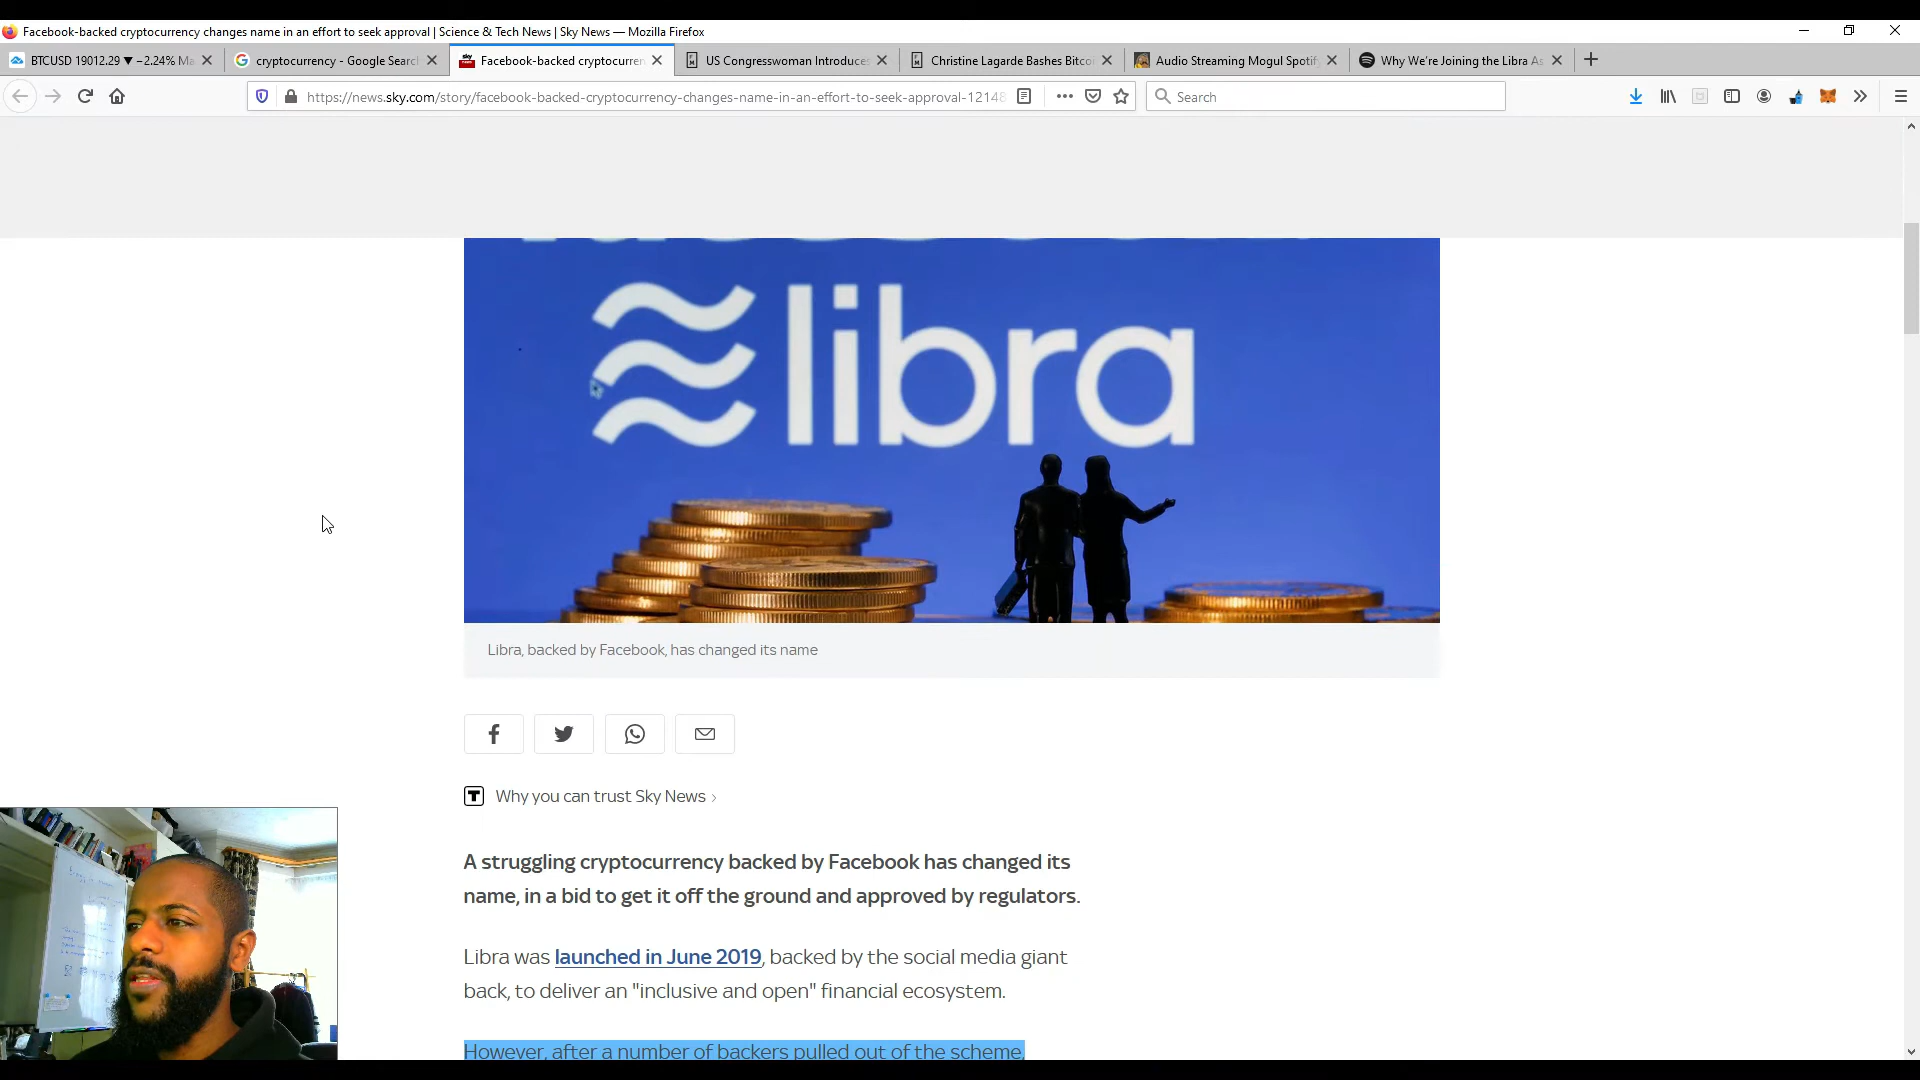 Facebook-backed cryptocurrency changes name in an effort to seek approval | Science & Tech News | Sky News — Mozilla Firefox
BTCUSD 19012.29 ▼ −2.24% Ma
cryptocurrency - Google Searc
Facebook-backed cryptocurren
US Congresswoman Introduces
Christine Lagarde Bashes Bitco
Audio Streaming Mogul Spotify
Why We're Joining the Libra As
https://news.sky.com/story/facebook-backed-cryptocurrency-changes-name-in-an-effort-to-seek-approval-12148
Search
libra
Libra, backed by Facebook, has changed its name
Why you can trust Sky News
A struggling cryptocurrency backed by Facebook has changed its
name, in a bid to get it off the ground and approved by regulators.
Libra was launched in June 2019, backed by the social media giant
back, to deliver an "inclusive and open" financial ecosystem.
However, after a number of backers pulled out of the scheme,